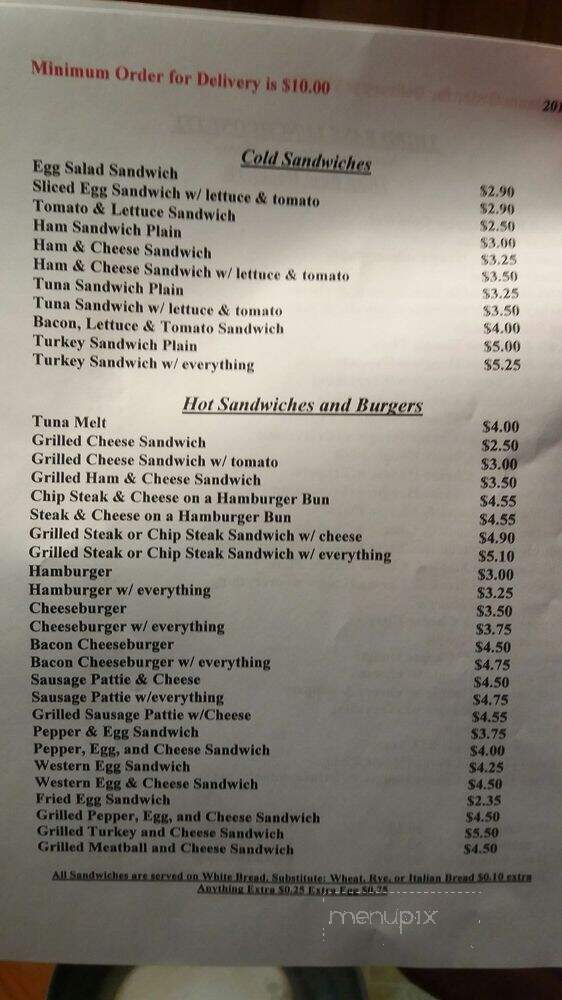 Minimum Order for Delivery is $10.00
201
Cold Sandwiches
Egg Salad Sandwich $2.90
Sliced Egg Sandwich w/ lettuce & tomato $2.90
Tomato & Lettuce Sandwich $2.50
Ham Sandwich Plain $3.00
Ham & Cheese Sandwich $3.25
Ham & Cheese Sandwich w/ lettuce & tomato $3.50
Tuna Sandwich Plain $3.25
Tuna Sandwich w/ lettuce & tomato $3.50
Bacon, Lettuce & Tomato Sandwich $4.00
Turkey Sandwich Plain $5.00
Turkey Sandwich w/ everything $5.25
Hot Sandwiches and Burgers
Tuna Melt $4.00
Grilled Cheese Sandwich $2.50
Grilled Cheese Sandwich w/ tomato $3.00
Grilled Ham & Cheese Sandwich $3.50
Chip Steak & Cheese on a Hamburger Bun $4.55
Steak & Cheese on a Hamburger Bun $4.55
Grilled Steak or Chip Steak Sandwich w/ cheese $4.90
Grilled Steak or Chip Steak Sandwich w/ everything $5.10
Hamburger $3.00
Hamburger w/ everything $3.25
Cheeseburger $3.50
Cheeseburger w/ everything $3.75
Bacon Cheeseburger $4.50
Bacon Cheeseburger w/ everything $4.75
Sausage Pattie & Cheese $4.50
Sausage Pattie w/everything $4.75
Grilled Sausage Pattie w/Cheese $4.55
Pepper & Egg Sandwich $3.75
Pepper, Egg, and Cheese Sandwich $4.00
Western Egg Sandwich $4.25
Western Egg & Cheese Sandwich $4.50
Fried Egg Sandwich $2.35
Grilled Pepper, Egg, and Cheese Sandwich $4.50
Grilled Turkey and Cheese Sandwich $5.50
Grilled Meatball and Cheese Sandwich $4.50
All Sandwiches are served on White Bread. Substitute: Wheat, Rye, or Italian Bread $0.10 extra
Anything Extra $0.25 Extra Egg $0.75
menupix